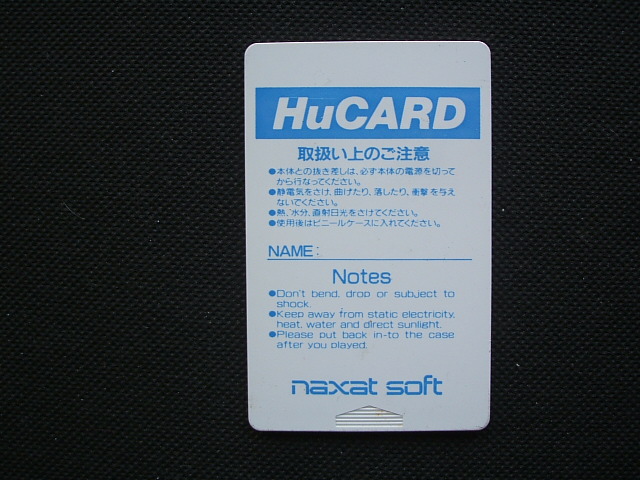 HuCARD
取扱い上のご注意
●本体との抜き差しは、必ず本体の電源を切って
から行なってください。
●静電気をさけ、曲げたり、落したり、衝撃を与え
ないでください。
●熱、水分、直射日光をさけてください。
●使用後はビニールケースに入れてください。
NAME:
Notes
●Don't bend, drop or subject to
shock.
●Keep away from static electricity,
heat, water and direct sunlight.
●Please put back in-to the case
after you played.
naxat soft